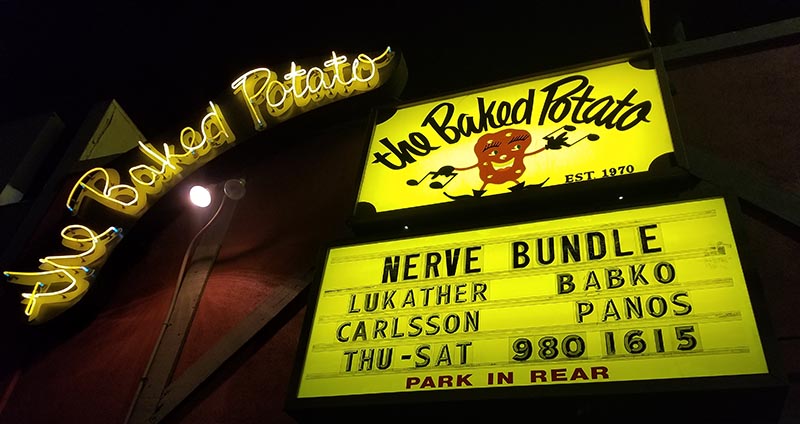 the Baked Potato
the Baked Potato
EST. 1970
NERVE BUNDLE
LUKATHER BABKO
CARLSSON PANOS
THU-SAT 980 1615
PARK IN REAR